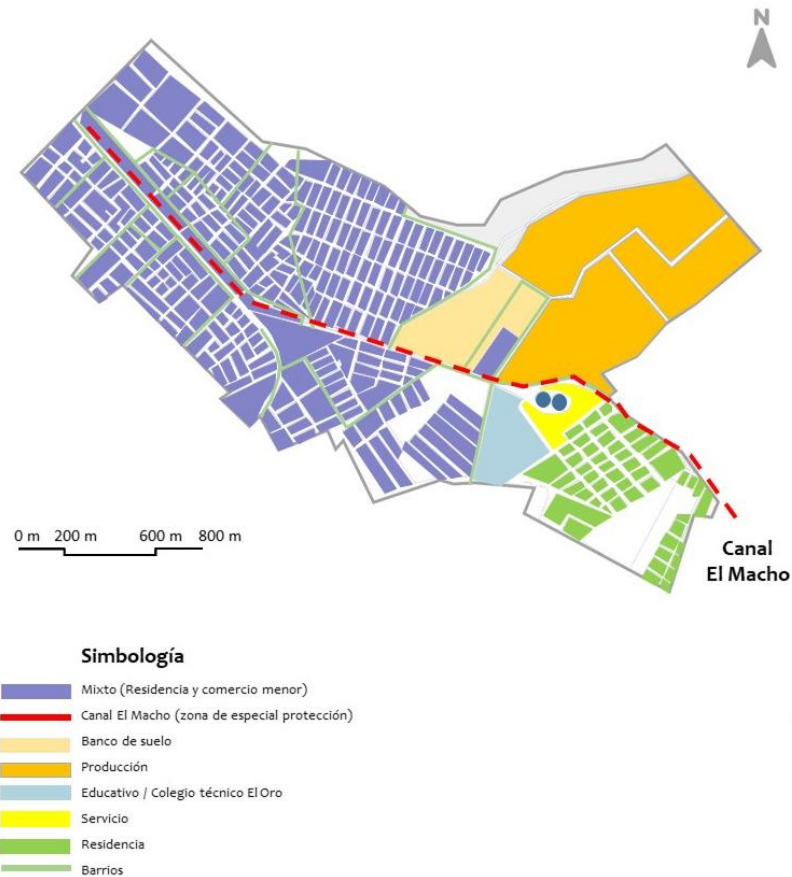 N
0 m 200 m 600 m 800 m
Canal
El Macho
Simbología
Mixto (Residencia y comercio menor)
Canal El Macho (zona de especial protección)
Banco de suelo
Producción
Educativo / Colegio técnico El Oro
Servicio
Residencia
Barrios